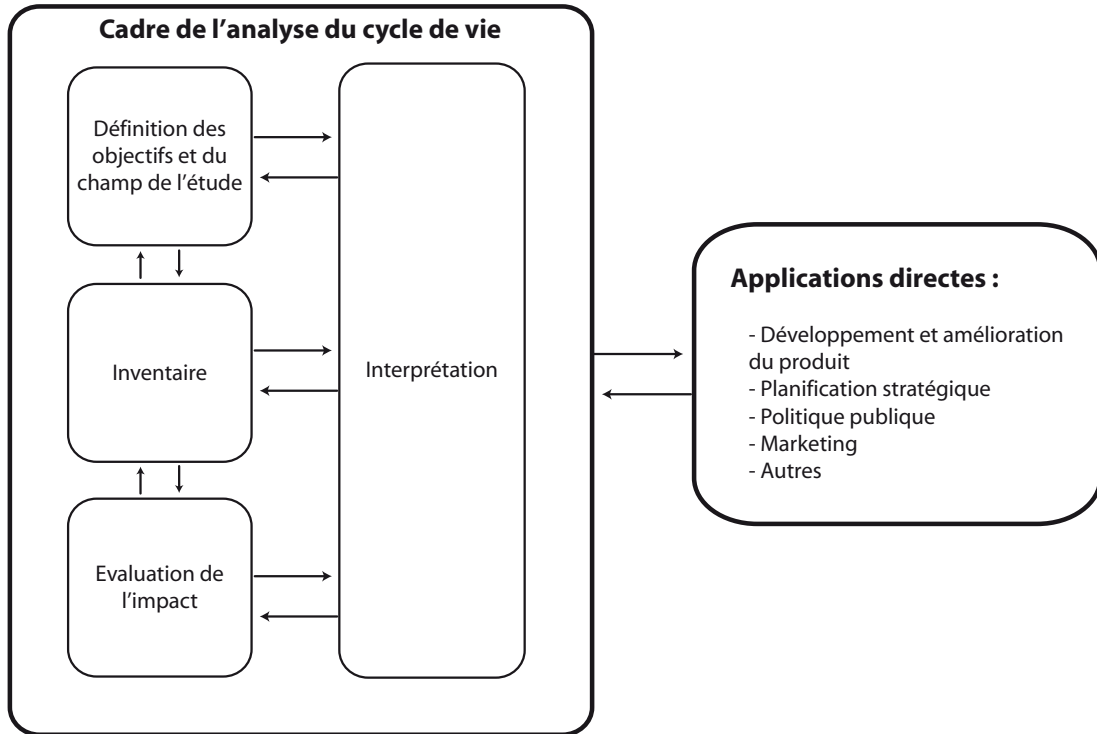 Cadre de l’analyse du cycle de vie
Définition des
objectifs et du
champ de l’étude
Inventaire
Evaluation de
l’impact
Interprétation
Applications directes :
- Développement et amélioration
du produit
- Planification stratégique
- Politique publique
- Marketing
- Autres